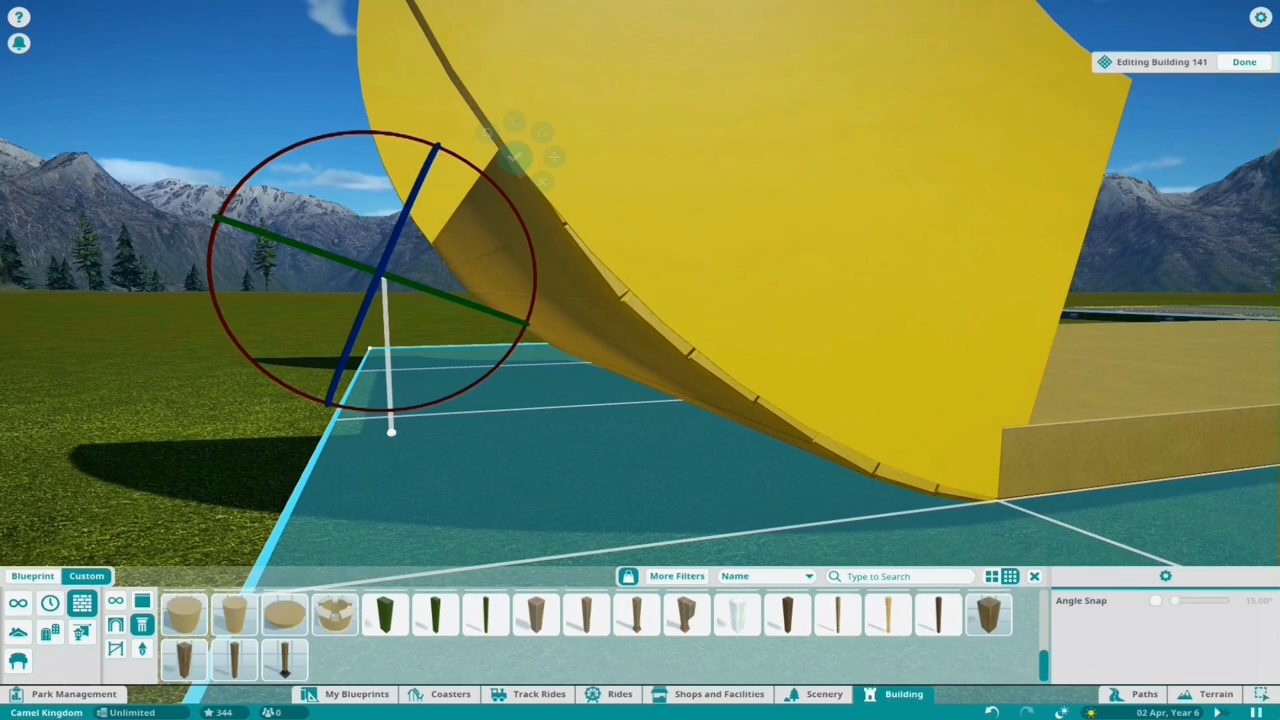 ?
Editing Building 141 Done
Blueprint Custom
More Filters Name Type to Search
Angle Snap 15.00°
Park Management My Blueprints Coasters Track Rides Rides Shops and Facilities Scenery Building Paths Terrain
Camel Kingdom Unlimited 344 0 02 Apr, Year 6